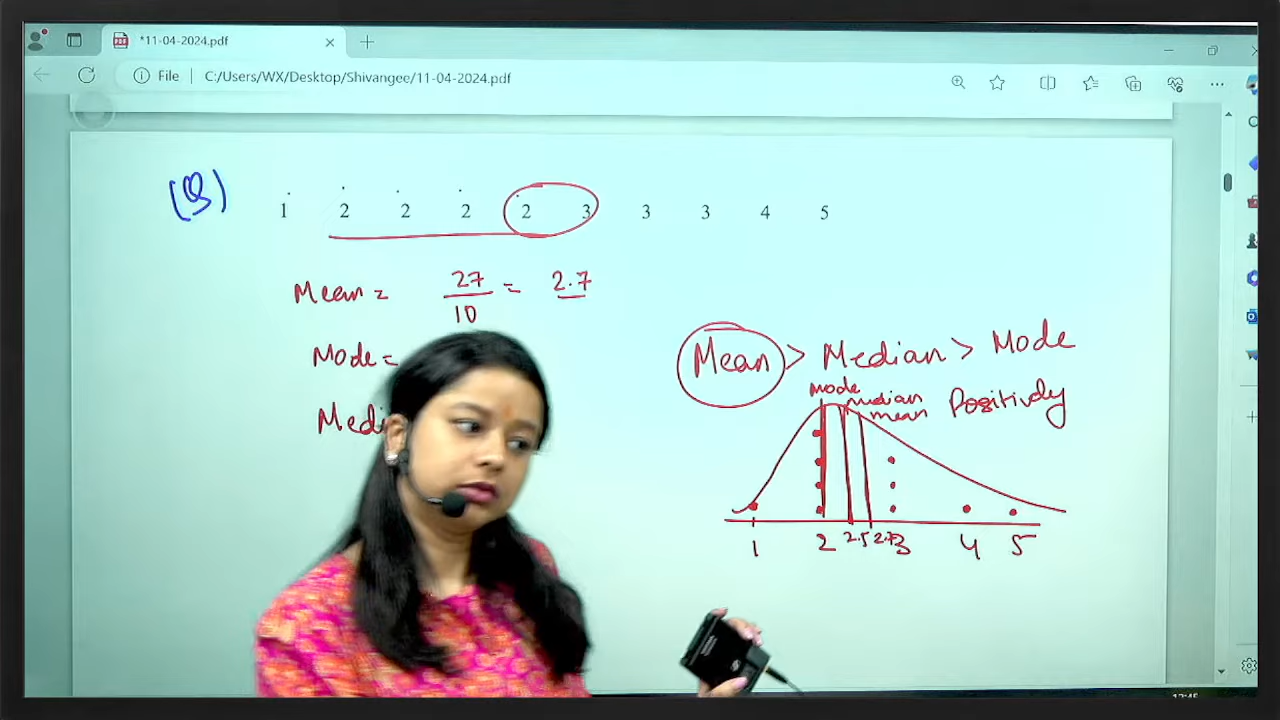 *11-04-2024.pdf
File C:/Users/WX/Desktop/Shivangee/11-04-2024.pdf
(Q) 1 2 2 2 2 3 3 3 4 5
Mean = 27/10 = 2.7
Mode =
Medi
Mean > Median > Mode
mode
median
mean Positively
1 2 2.5 2.7 3 4 5